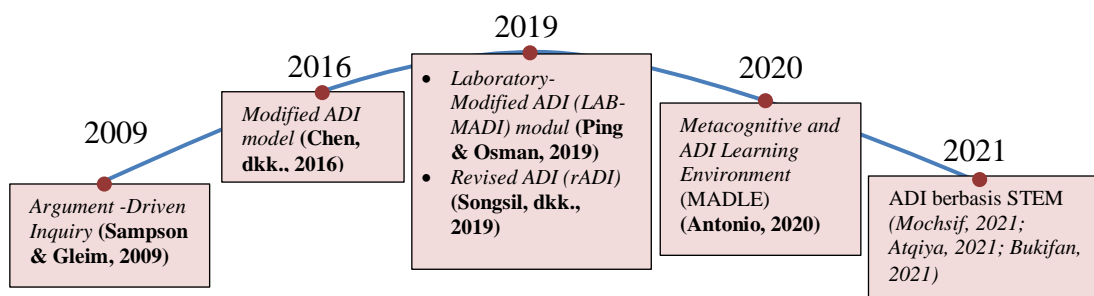 2009
Argument -Driven
Inquiry (Sampson
& Gleim, 2009)
2016
Modified ADI
model (Chen,
dkk., 2016)
2019
• Laboratory-
Modified ADI (LAB-
MADI) modul (Ping
& Osman, 2019)
• Revised ADI (rADI)
(Songsil, dkk.,
2019)
2020
Metacognitive and
ADI Learning
Environment
(MADLE)
(Antonio, 2020)
2021
ADI berbasis STEM
(Mochsif, 2021;
Atqiya, 2021; Bukifan,
2021)